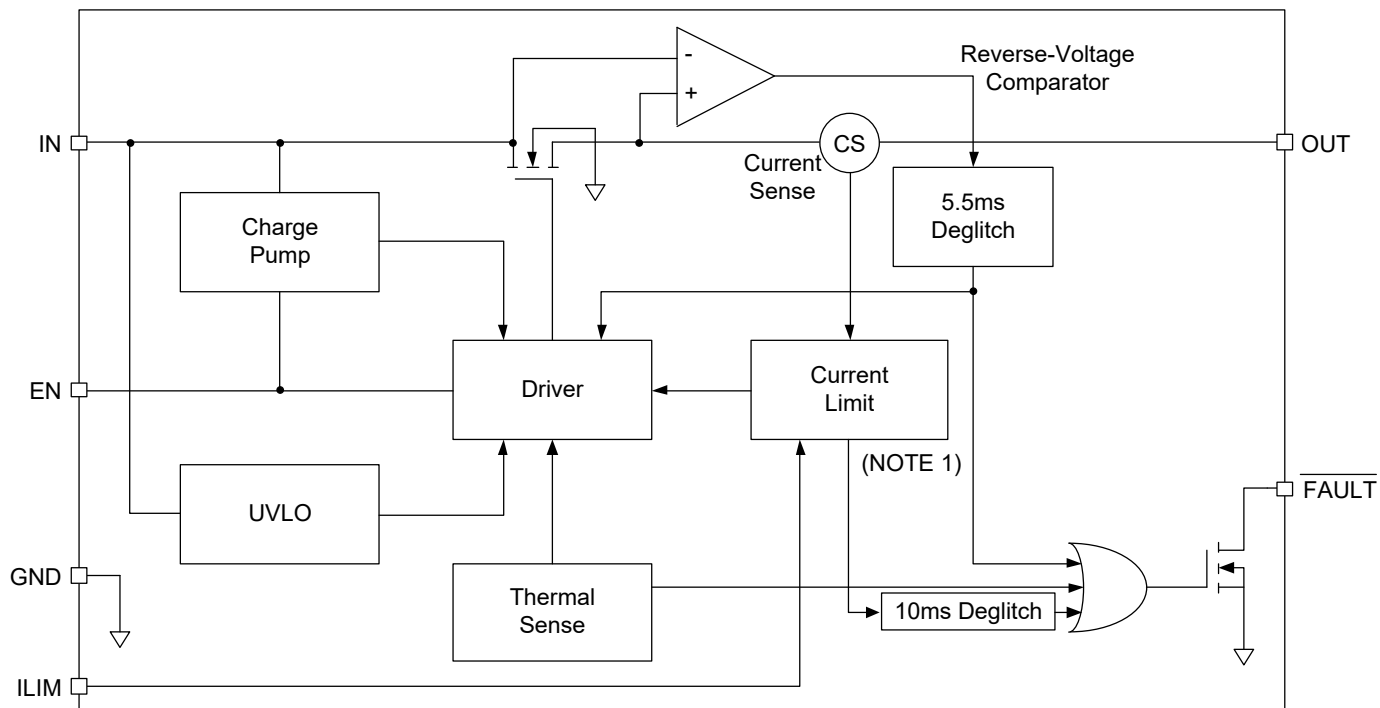 -
+
Reverse-Voltage
Comparator
IN
CS
OUT
Current
Sense
Charge
Pump
5.5ms
Deglitch
EN
Driver
Current
Limit
(NOTE 1)
UVLO
FAULT
GND
Thermal
Sense
10ms Deglitch
ILIM